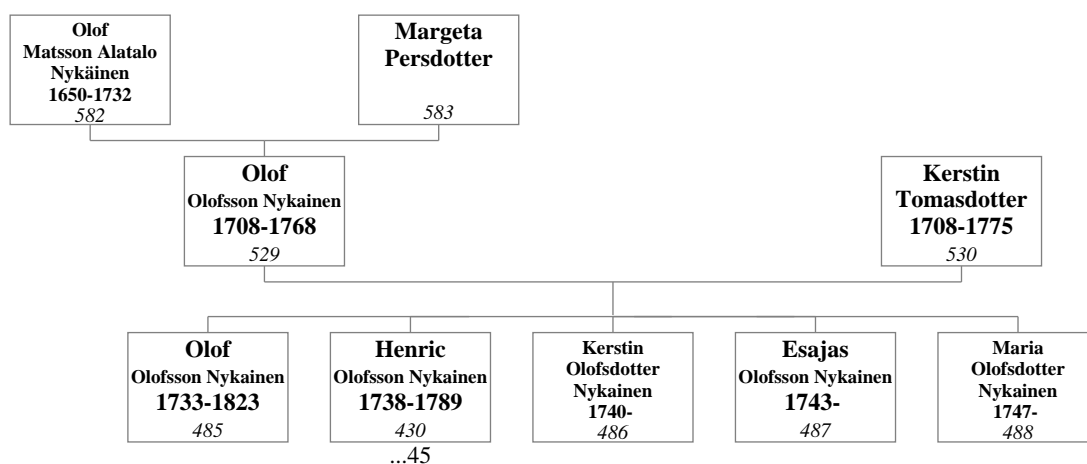 Olof
Matsson Alatalo
Nykäinen
1650-1732
582
Margeta
Persdotter
583
Olof
Olofsson Nykainen
1708-1768
529
Kerstin
Tomasdotter
1708-1775
530
Olof
Olofsson Nykainen
1733-1823
485
Henric
Olofsson Nykainen
1738-1789
430
...45
Kerstin
Olofsdotter
Nykainen
1740-
486
Esajas
Olofsson Nykainen
1743-
487
Maria
Olofsdotter
Nykainen
1747-
488